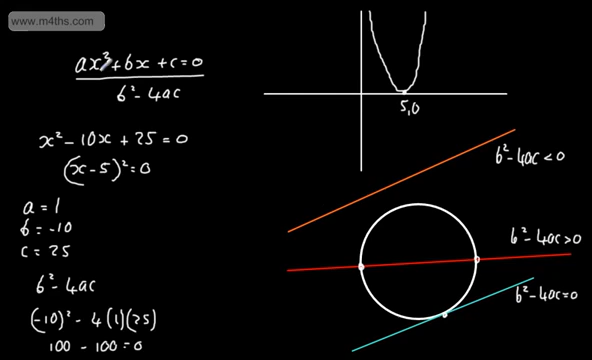 www.m4ths.com
ax² + bx + c = 0
b² - 4ac
x² - 10x + 25 = 0
(x - 5)² = 0
a = 1
b = -10
c = 25
b² - 4ac
(-10)² - 4(1)(25)
100 - 100 = 0
5,0
b² - 4ac < 0
b² - 4ac > 0
b² - 4ac = 0